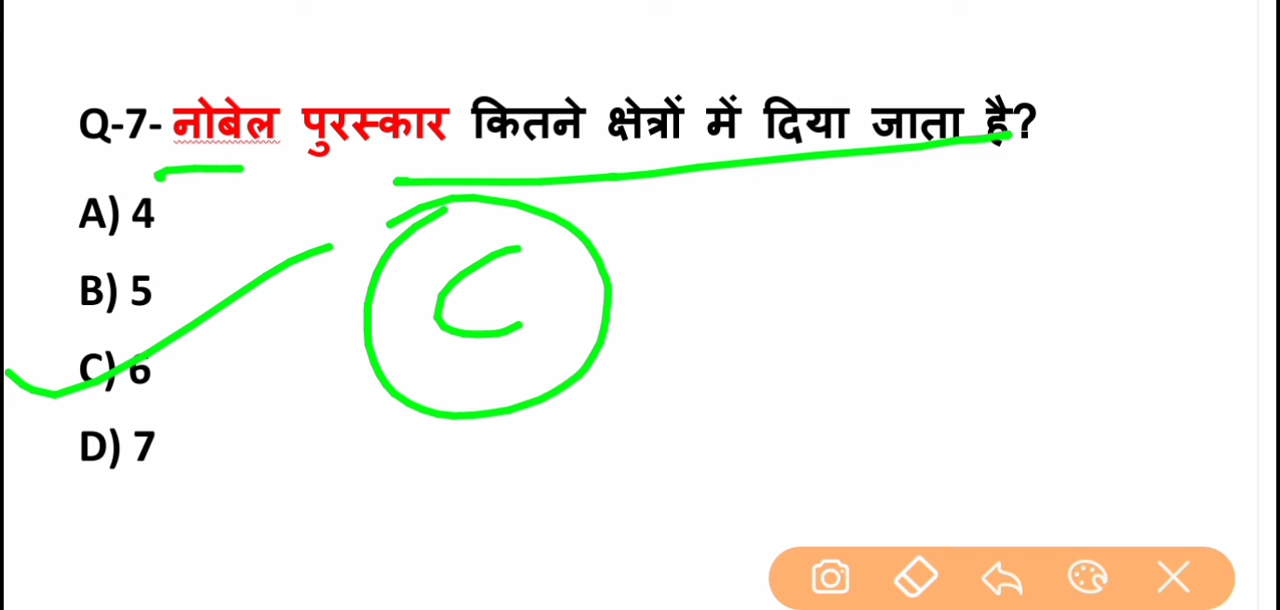 Q-7- नोबेल पुरस्कार कितने क्षेत्रों में दिया जाता है?
A) 4
B) 5
C) 6
D) 7
C